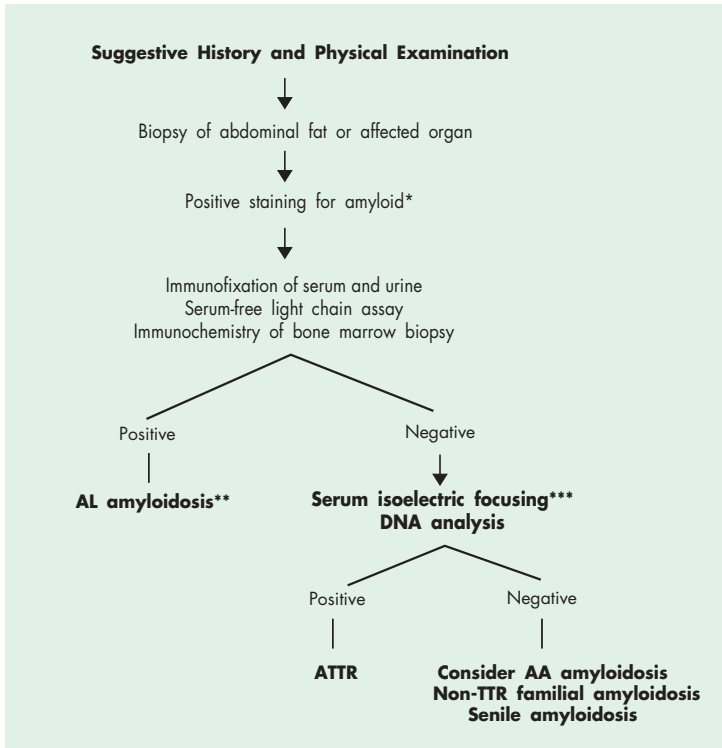 Suggestive History and Physical Examination
Biopsy of abdominal fat or affected organ
Positive staining for amyloid*
Immunofixation of serum and urine
Serum-free light chain assay
Immunochemistry of bone marrow biopsy
Positive
Negative
AL amyloidosis**
Serum isoelectric focusing***
DNA analysis
Positive
Negative
ATTR
Consider AA amyloidosis
Non-TTR familial amyloidosis
Senile amyloidosis